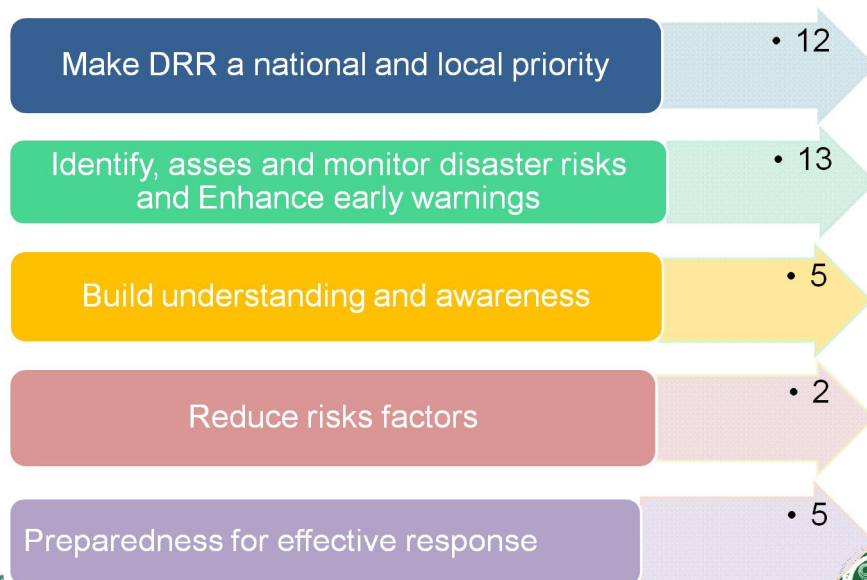 Make DRR a national and local priority
• 12
Identify, asses and monitor disaster risks
and Enhance early warnings
• 13
Build understanding and awareness
• 5
Reduce risks factors
• 2
Preparedness for effective response
• 5